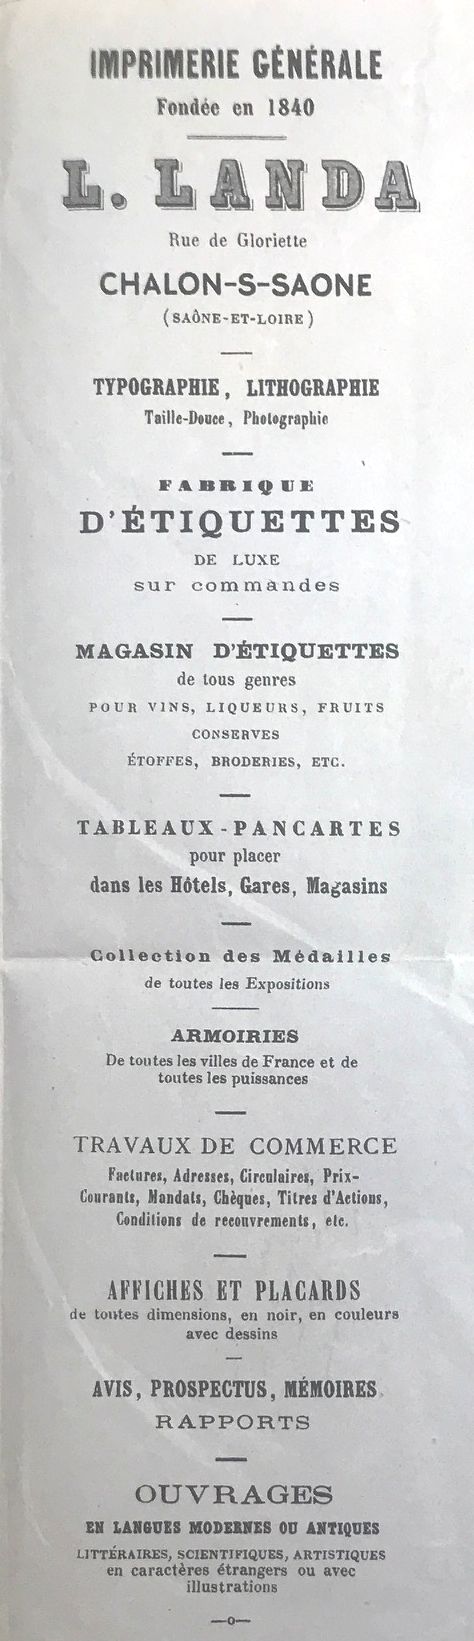 IMPRIMERIE GÉNÉRALE
Fondée en 1840
L. LANDA
Rue de Gloriette
CHALON-S-SAONE
(SAÔNE-ET-LOIRE)
TYPOGRAPHIE, LITHOGRAPHIE
Taille-Douce, Photographie
FABRIQUE
D'ÉTIQUETTES
DE LUXE
sur commandes
MAGASIN D'ÉTIQUETTES
de tous genres
POUR VINS, LIQUEURS, FRUITS
CONSERVES
ÉTOFFES, BRODERIES, ETC.
TABLEAUX-PANCARTES
pour placer
dans les Hôtels, Gares, Magasins
Collection des Médailles
de toutes les Expositions
ARMOIRIES
De toutes les villes de France et de
toutes les puissances
TRAVAUX DE COMMERCE
Factures, Adresses, Circulaires, Prix-
Courants, Mandats, Chèques, Titres d'Actions,
Conditions de recouvrements, etc.
AFFICHES ET PLACARDS
de toutes dimensions, en noir, en couleurs
avec dessins
AVIS, PROSPECTUS, MÉMOIRES
RAPPORTS
OUVRAGES
EN LANGUES MODERNES OU ANTIQUES
LITTÉRAIRES, SCIENTIFIQUES, ARTISTIQUES
en caractères étrangers ou avec
illustrations